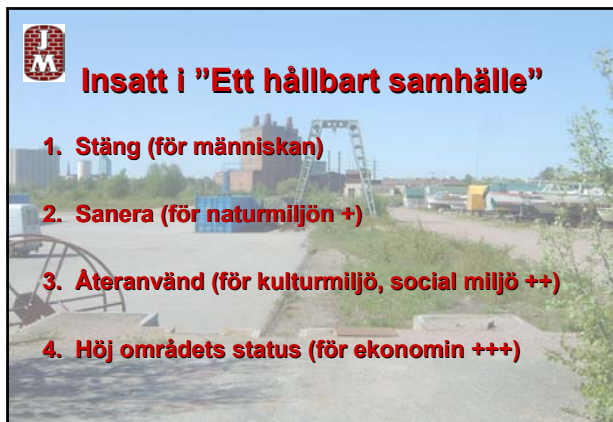 JM
Insatt i ”Ett hållbart samhälle”
1. Stäng (för människan)
2. Sanera (för naturmiljön +)
3. Återanvänd (för kulturmiljö, social miljö ++)
4. Höj områdets status (för ekonomin +++)